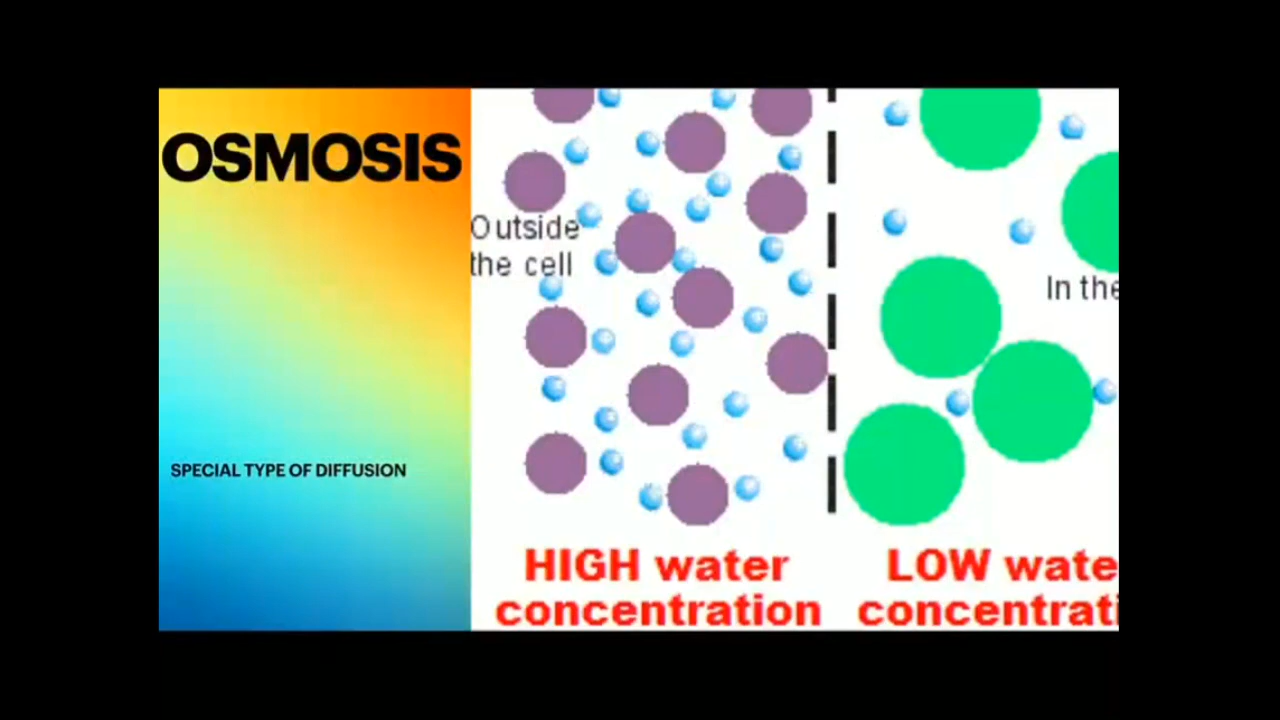 OSMOSIS
SPECIAL TYPE OF DIFFUSION
Outside
the cell
In the
HIGH water
concentration
LOW wate
concentrati